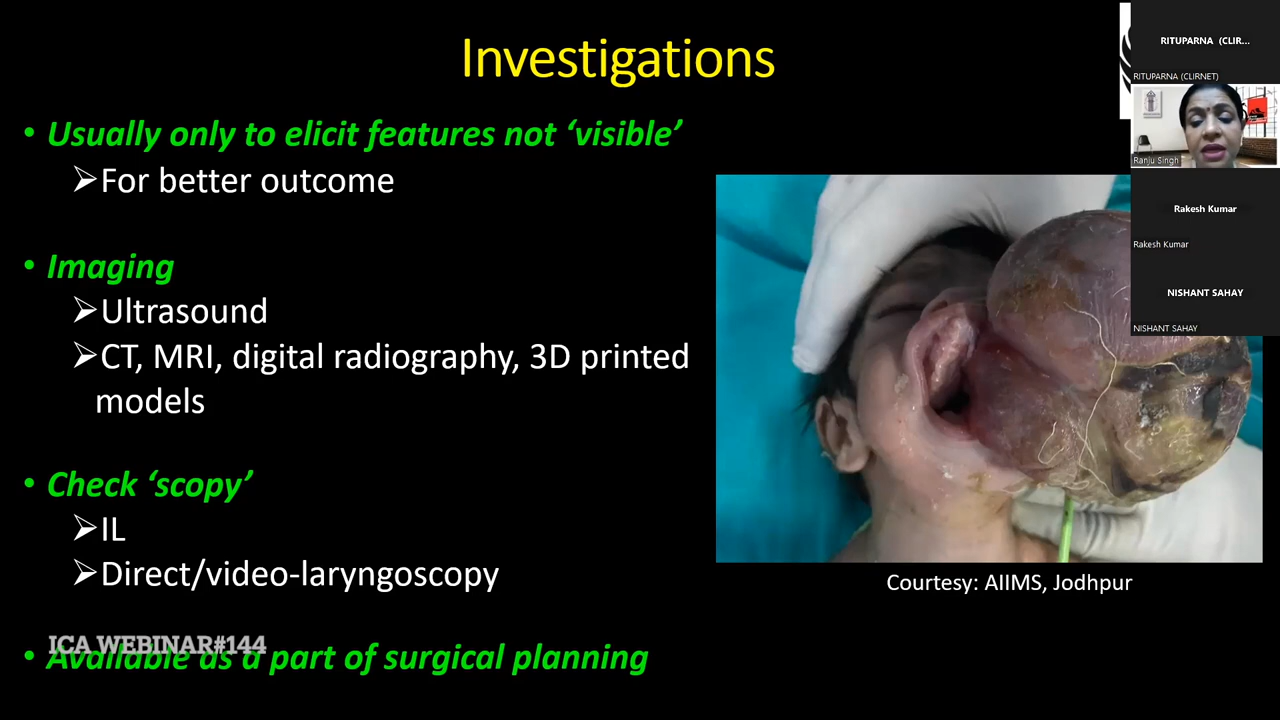 Investigations
• Usually only to elicit features not ‘visible’
➢For better outcome
• Imaging
➢Ultrasound
➢CT, MRI, digital radiography, 3D printed
models
• Check ‘scopy’
➢IL
➢Direct/video-laryngoscopy
• Available as a part of surgical planning
ICA WEBINAR#144
Courtesy: AIIMS, Jodhpur
RITUPARNA (CLIR...
RITUPARNA (CLIRNET)
Ranju Singh
Rakesh Kumar
Rakesh Kumar
NISHANT SAHAY
NISHANT SAHAY